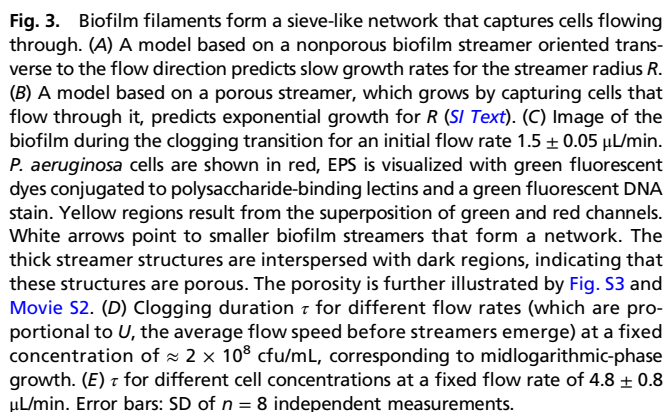 Fig. 3. Biofilm filaments form a sieve-like network that captures cells flowing
through. (A) A model based on a nonporous biofilm streamer oriented trans-
verse to the flow direction predicts slow growth rates for the streamer radius R.
(B) A model based on a porous streamer, which grows by capturing cells that
flow through it, predicts exponential growth for R (SI Text). (C) Image of the
biofilm during the clogging transition for an initial flow rate 1.5 ± 0.05 μL/min.
P. aeruginosa cells are shown in red, EPS is visualized with green fluorescent
dyes conjugated to polysaccharide-binding lectins and a green fluorescent DNA
stain. Yellow regions result from the superposition of green and red channels.
White arrows point to smaller biofilm streamers that form a network. The
thick streamer structures are interspersed with dark regions, indicating that
these structures are porous. The porosity is further illustrated by Fig. S3 and
Movie S2. (D) Clogging duration τ for different flow rates (which are pro-
portional to U, the average flow speed before streamers emerge) at a fixed
concentration of ≈ 2 × 10⁸ cfu/mL, corresponding to midlogarithmic-phase
growth. (E) τ for different cell concentrations at a fixed flow rate of 4.8 ± 0.8
μL/min. Error bars: SD of n = 8 independent measurements.